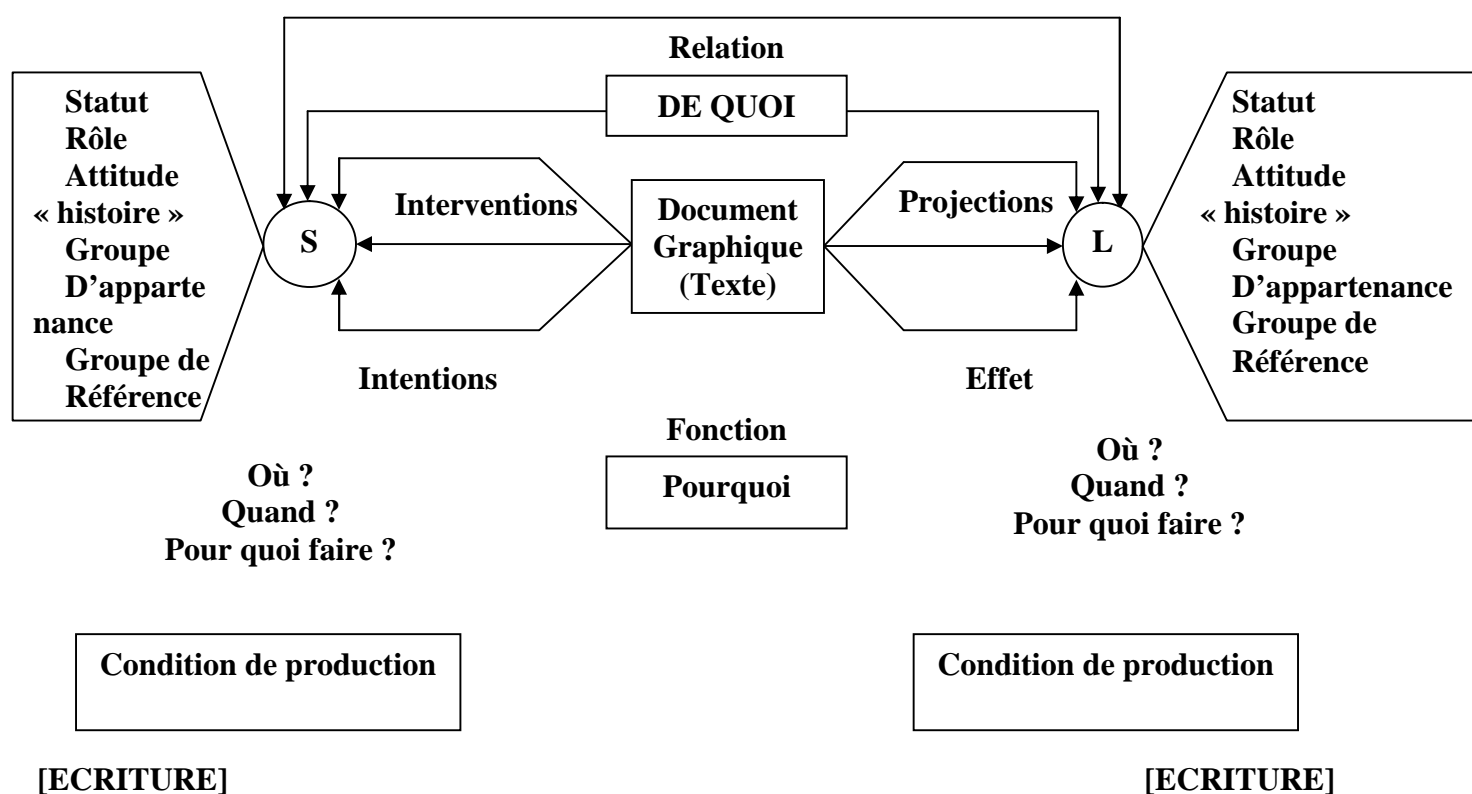 Relation
DE QUOI
Statut
Rôle
Attitude
« histoire »
Groupe
D’apparte
nance
Groupe de
Référence
S
Interventions
Intentions
Document
Graphique
(Texte)
Projections
Effet
L
Statut
Rôle
Attitude
« histoire »
Groupe
D’appartenance
Groupe de
Référence
Fonction
Pourquoi
Où ?
Quand ?
Pour quoi faire ?
Où ?
Quand ?
Pour quoi faire ?
Condition de production
Condition de production
[ECRITURE]
[ECRITURE]